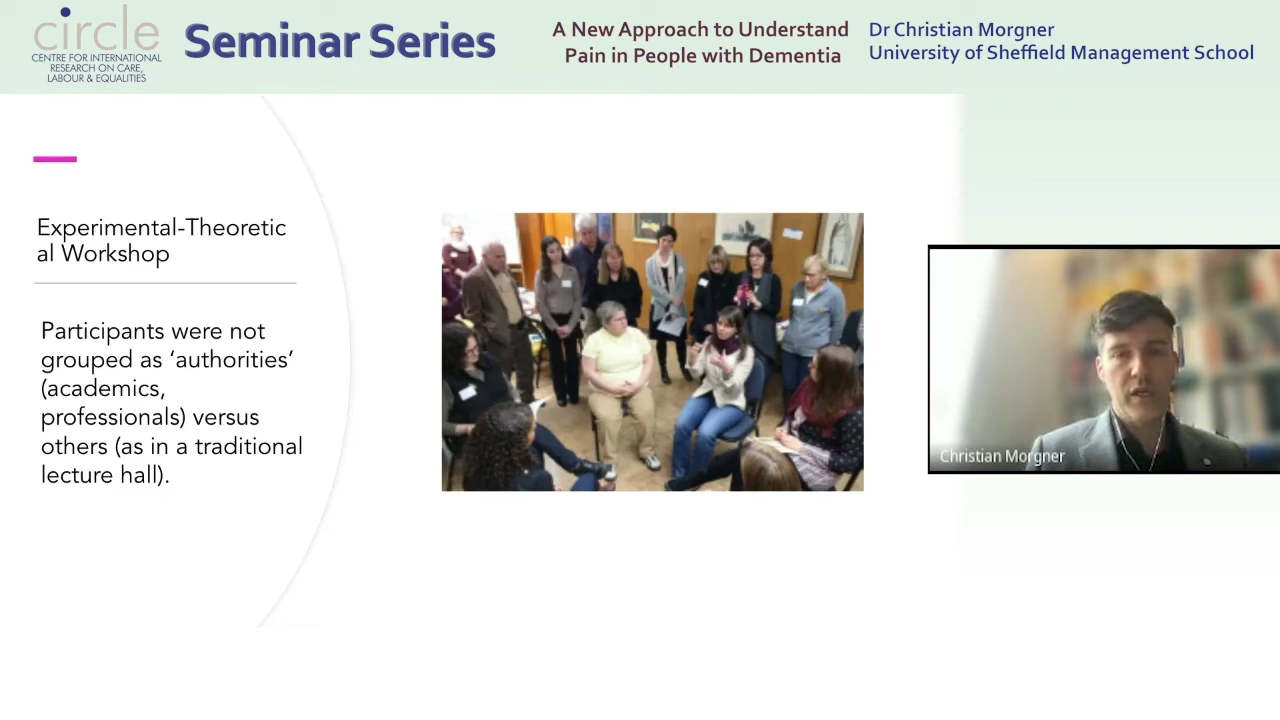 circle
CENTRE FOR INTERNATIONAL
RESEARCH ON CARE,
LABOUR & EQUALITIES
Seminar Series
A New Approach to Understand
Pain in People with Dementia
Dr Christian Morgner
University of Sheffield Management School
Experimental-Theoretic
al Workshop
Participants were not
grouped as ‘authorities’
(academics,
professionals) versus
others (as in a traditional
lecture hall).
Christian Morgner